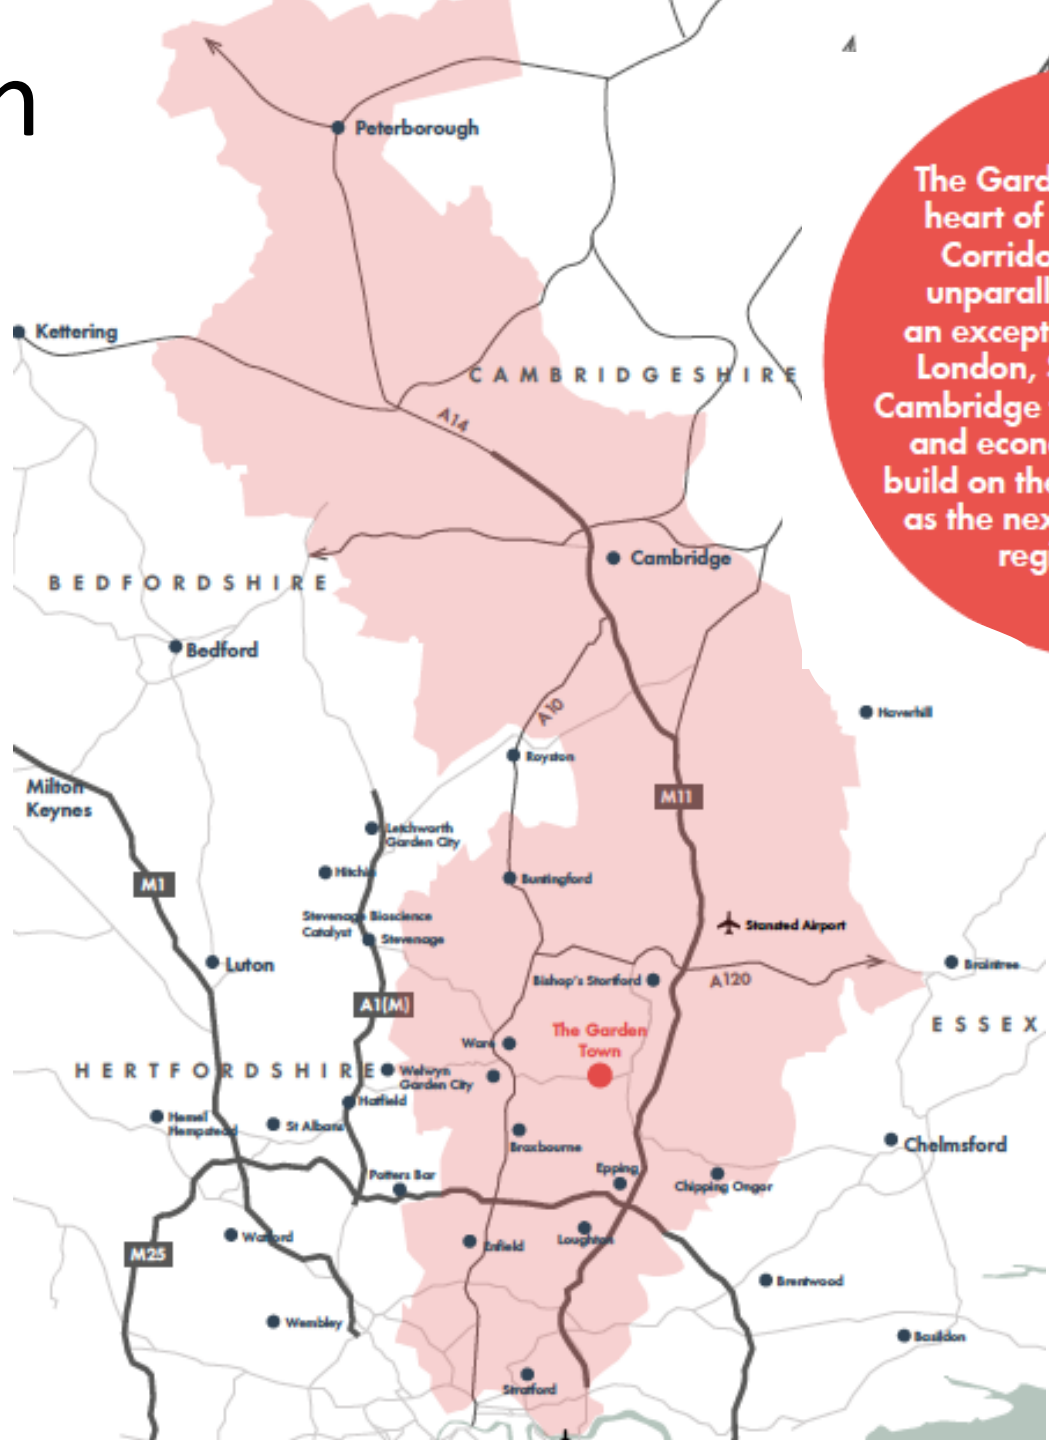 n
Peterborough
The Gard
heart of
Corrido
unparall
an except
London, S
Cambridge
and econ
build on the
as the nex
reg
Kettering
CAMBRIDGESHIRE
A14
Cambridge
BEDFORDSHIRE
Bedford
A10
Haverhill
Royston
Milton
Keynes
M11
Letchworth
Garden City
Hitchin
Buntingford
M1
Stevenage Bioscience
Catalyst
Stevenage
Stansted Airport
Luton
Braintree
Bishop's Stortford
A120
A1(M)
ESSEX
The Garden
Town
Ware
HERTFORDSHIRE
Welwyn
Garden City
Hatfield
Hemel
Hempstead
St Albans
Broxbourne
Chelmsford
Epping
Potters Bar
Chipping Ongar
Watford
Enfield
Loughton
M25
Brentwood
Wembley
Basildon
Stratford